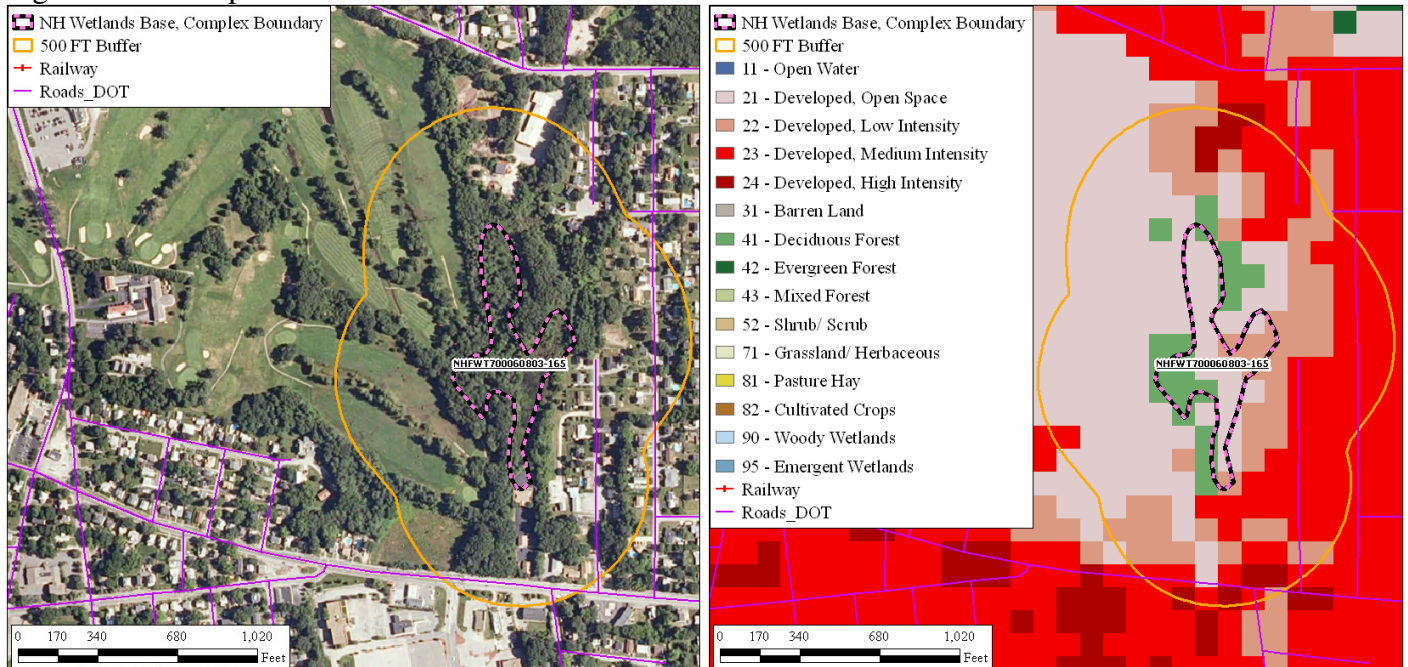 NH Wetlands Base, Complex Boundary
500 FT Buffer
Railway
Roads_DOT
NHFWT700060803-165
0 170 340 680 1,020
Feet
NH Wetlands Base, Complex Boundary
500 FT Buffer
11 - Open Water
21 - Developed, Open Space
22 - Developed, Low Intensity
23 - Developed, Medium Intensity
24 - Developed, High Intensity
31 - Barren Land
41 - Deciduous Forest
42 - Evergreen Forest
43 - Mixed Forest
52 - Shrub/ Scrub
71 - Grassland/ Herbaceous
81 - Pasture Hay
82 - Cultivated Crops
90 - Woody Wetlands
95 - Emergent Wetlands
Railway
Roads_DOT
NHFWT700060803-165
0 170 340 680 1,020
Feet